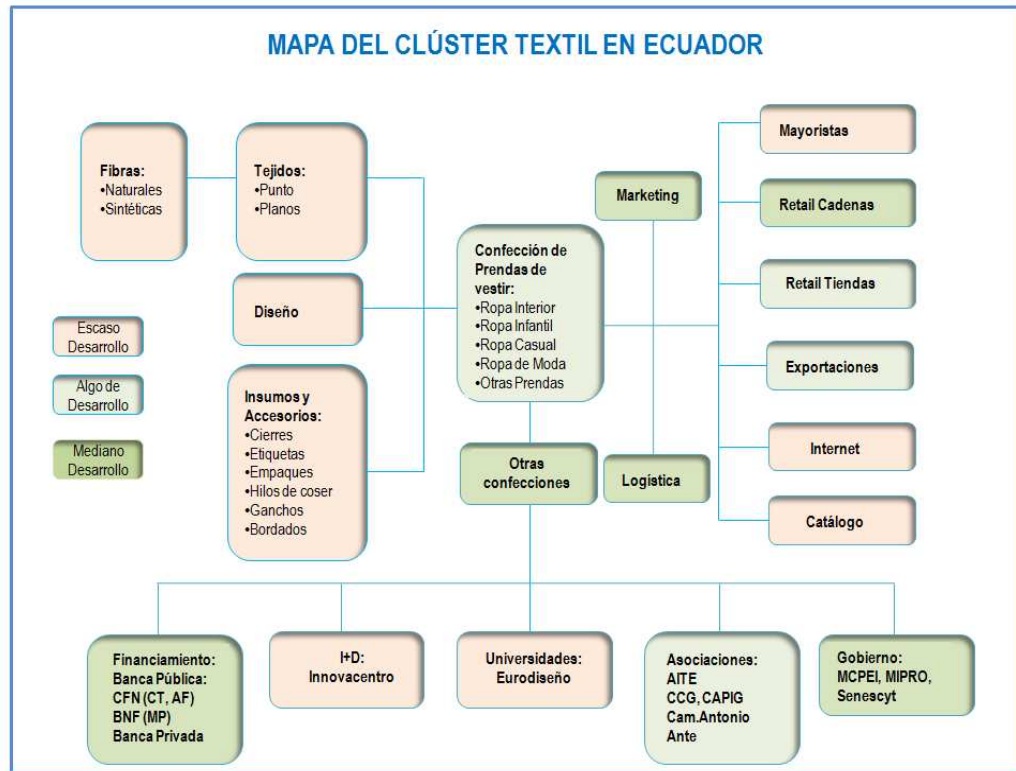 MAPA DEL CLÚSTER TEXTIL EN ECUADOR
Fibras:
•Naturales
•Sintéticas
Tejidos:
•Punto
•Planos
Diseño
Insumos y
Accesorios:
•Cierres
•Etiquetas
•Empaques
•Hilos de coser
•Ganchos
•Bordados
Escaso
Desarrollo
Algo de
Desarrollo
Mediano
Desarrollo
Confección de
Prendas de
vestir:
•Ropa Interior
•Ropa Infantil
•Ropa Casual
•Ropa de Moda
•Otras Prendas
Otras
confecciones
Marketing
Logística
Mayoristas
Retail Cadenas
Retail Tiendas
Exportaciones
Internet
Catálogo
Financiamiento:
Banca Pública:
CFN (CT, AF)
BNF (MP)
Banca Privada
I+D:
Innovacentro
Universidades:
Eurodiseño
Asociaciones:
AITE
CCG, CAPIG
Cam.Antonio
Ante
Gobierno:
MCPEI, MIPRO,
Senescyt